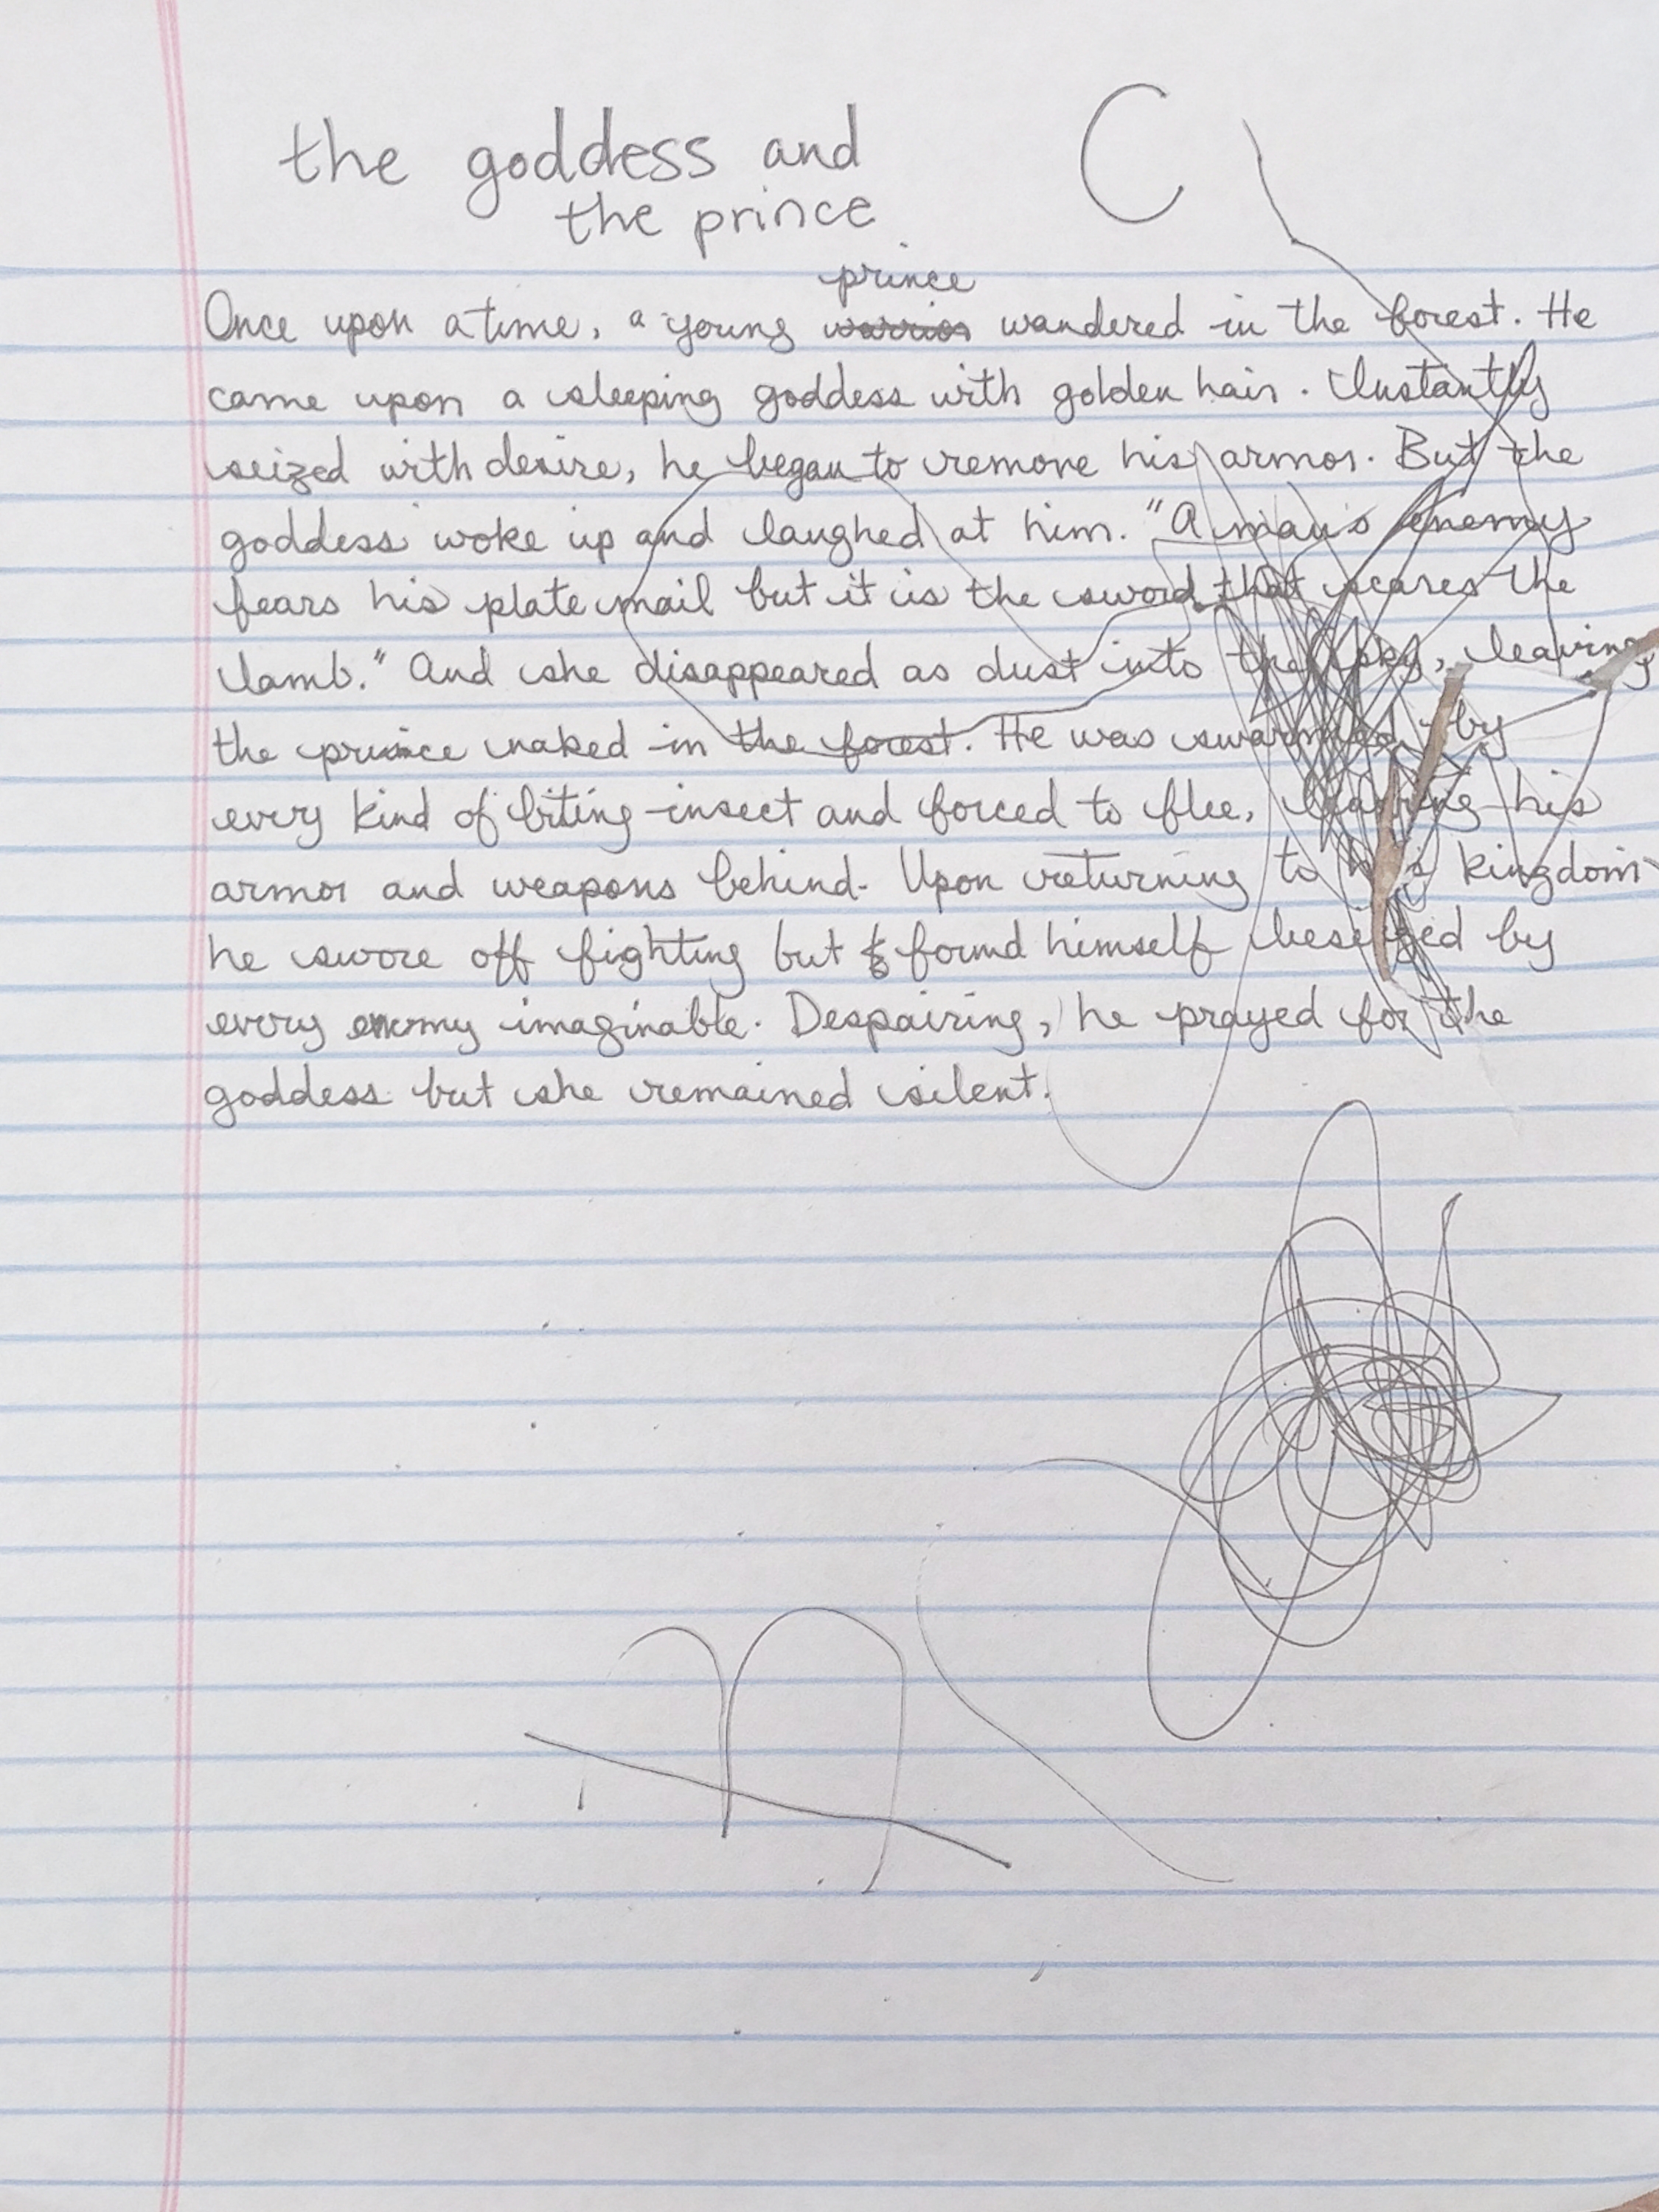 the goddess and
the prince
C
prince
Once upon a time, a young warrior wandered in the forest. He
came upon a sleeping goddess with golden hair. Instantly
seized with desire, he began to remove his armor. But the
goddess woke up and laughed at him. "A man's enemy
fears his plate mail but it is the sword that scares the
lamb." And she disappeared as dust into the sky, leaving
the prince naked in the forest. He was swarmed by
every kind of biting insect and forced to flee, leaving his
armor and weapons behind. Upon returning to his kingdom
he swore off fighting but found himself beseiged by
every enemy imaginable. Despairing, he prayed for the
goddess but she remained silent.